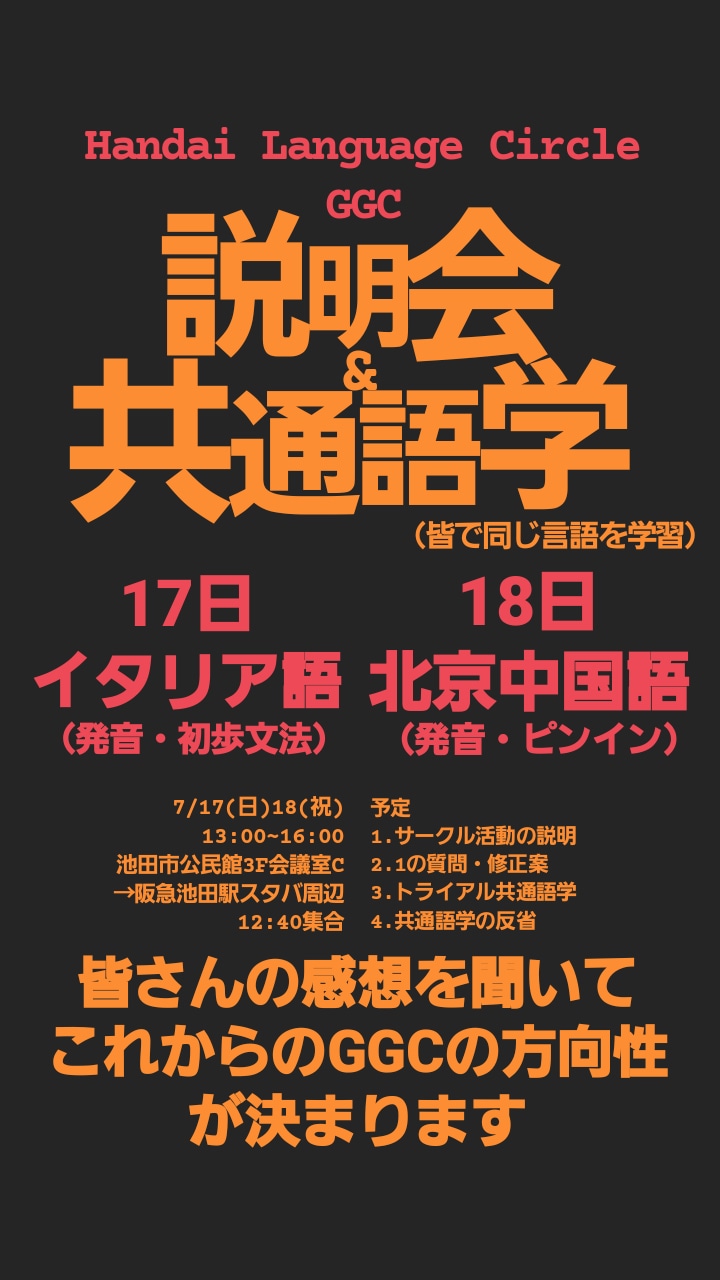 Handai Language Circle
GGC
説明会
&
共通語学
（皆で同じ言語を学習）
17日
イタリア語
（発音・初歩文法）
18日
北京中国語
（発音・ピンイン）
7/17(日)18(祝)
13:00~16:00
池田市公民館3F会議室C
→阪急池田駅スタバ周辺
12:40集合
予定
1.サークル活動の説明
2.1の質問・修正案
3.トライアル共通語学
4.共通語学の反省
皆さんの感想を聞いて
これからのGGCの方向性
が決まります